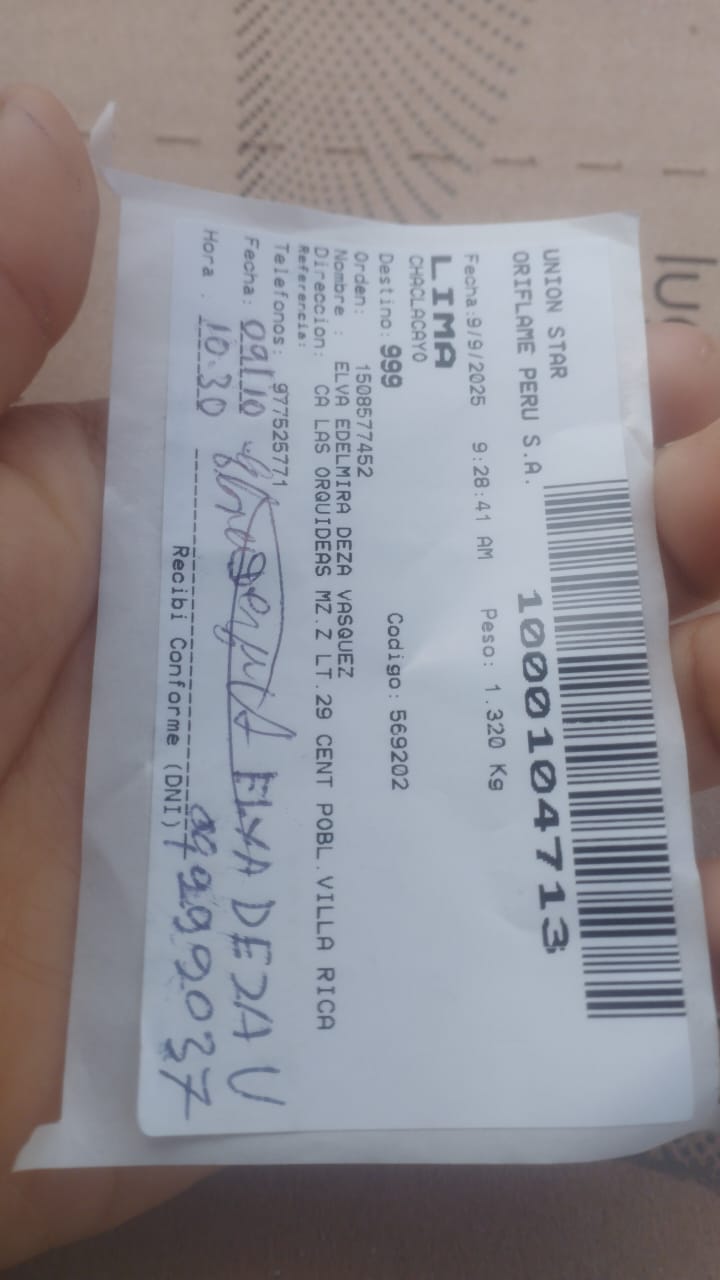 UNION STAR
ORIFLAME PERU S.A.
1000104713
Fecha:9/9/2025 9:28:41 AM Peso: 1.320 Kg
LIMA
CHACLACAYO
Destino: 999 Codigo: 569202
Orden: 1508577452
Nombre : ELVA EDELMIRA DEZA VASQUEZ
Direccion: CA LAS ORQUIDEAS MZ.Z LT.29 CENT POBL.VILLA RICA
Referencia:
Telefonos: 977525771
Fecha: 09/10 ELVA DEZA V
Hora : 10:30
Recibi Conforme (DNI)